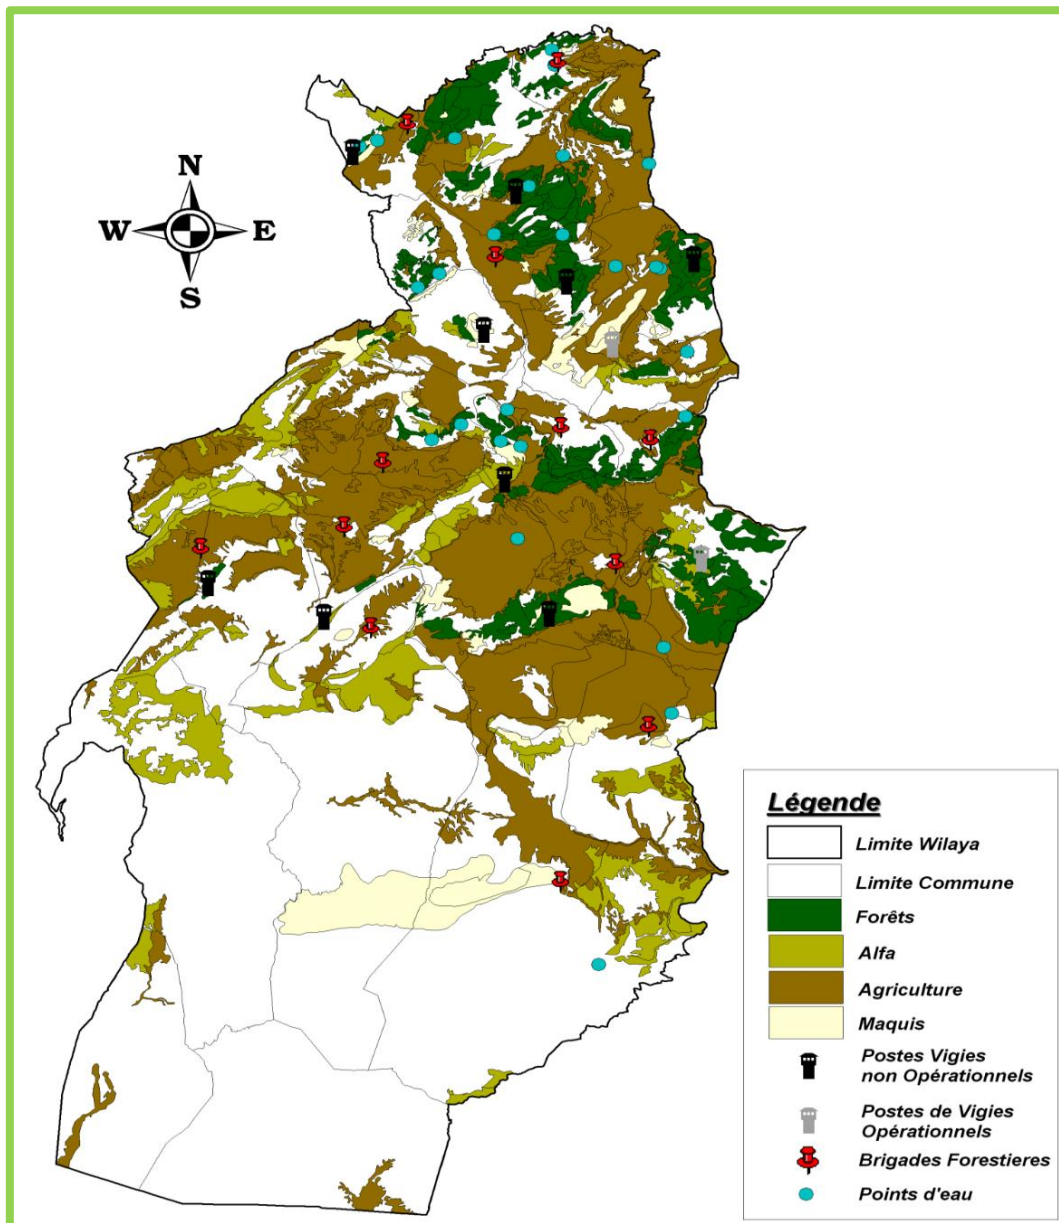 N
W
E
S
Légende
Limite Wilaya
Limite Commune
Forêts
Alfa
Agriculture
Maquis
Postes Vigies
non Opérationnels
Postes de Vigies
Opérationnels
Brigades Forestieres
Points d'eau